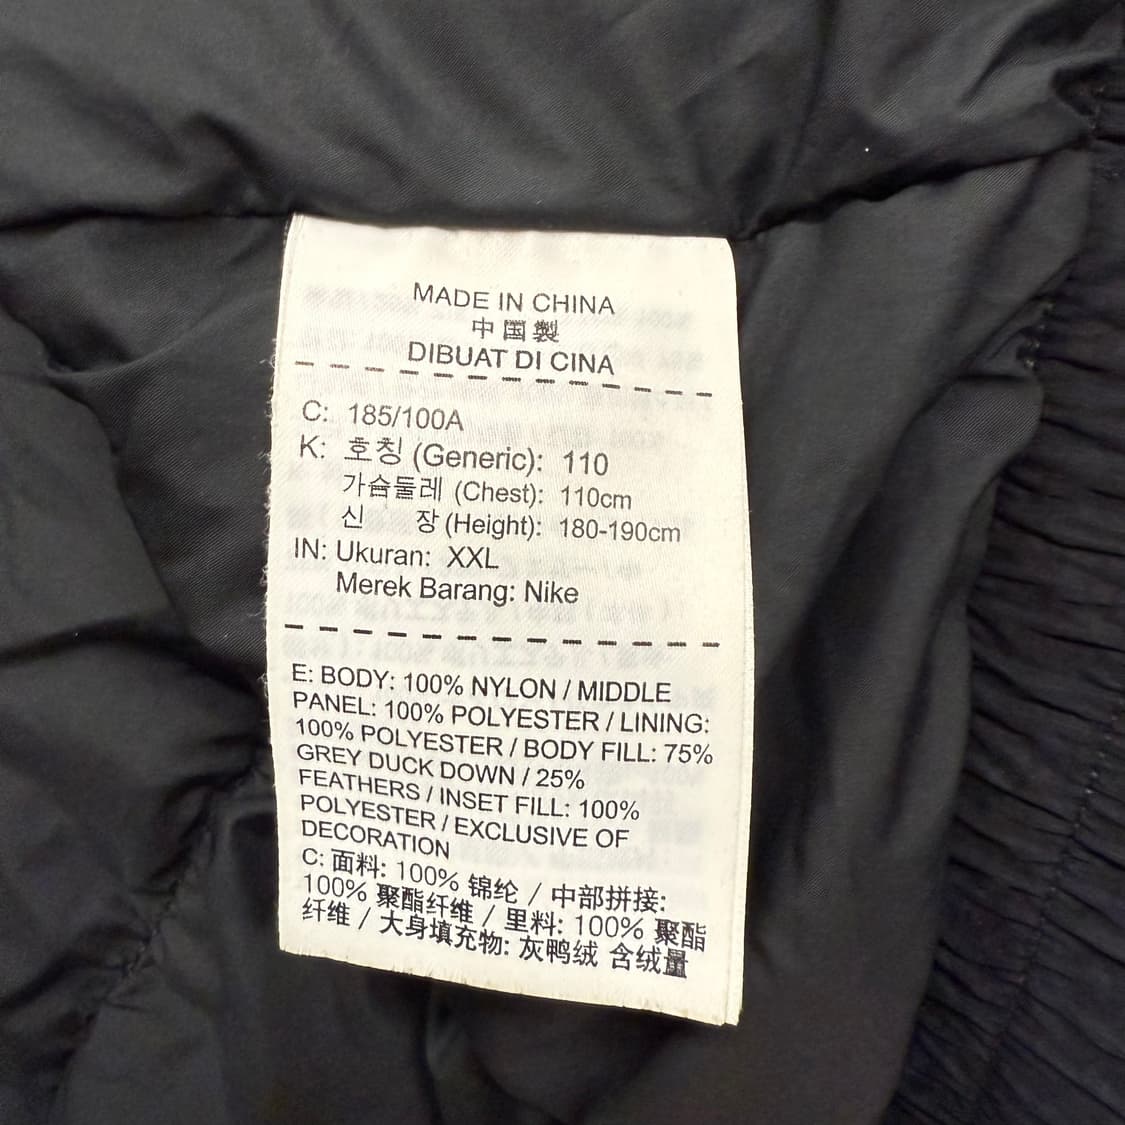 MADE IN CHINA
中国製
DIBUAT DI CINA
C: 185/100A
K: 호칭 (Generic): 110
가슴둘레 (Chest): 110cm
신 장 (Height): 180-190cm
IN: Ukuran: XXL
Merek Barang: Nike
E: BODY: 100% NYLON / MIDDLE
PANEL: 100% POLYESTER / LINING:
100% POLYESTER / BODY FILL: 75%
GREY DUCK DOWN / 25%
FEATHERS / INSET FILL: 100%
POLYESTER / EXCLUSIVE OF
DECORATION
C: 面料: 100% 锦纶 / 中部拼接:
100% 聚酯纤维 / 里料: 100% 聚酯
纤维 / 大身填充物: 灰鸭绒 含绒量